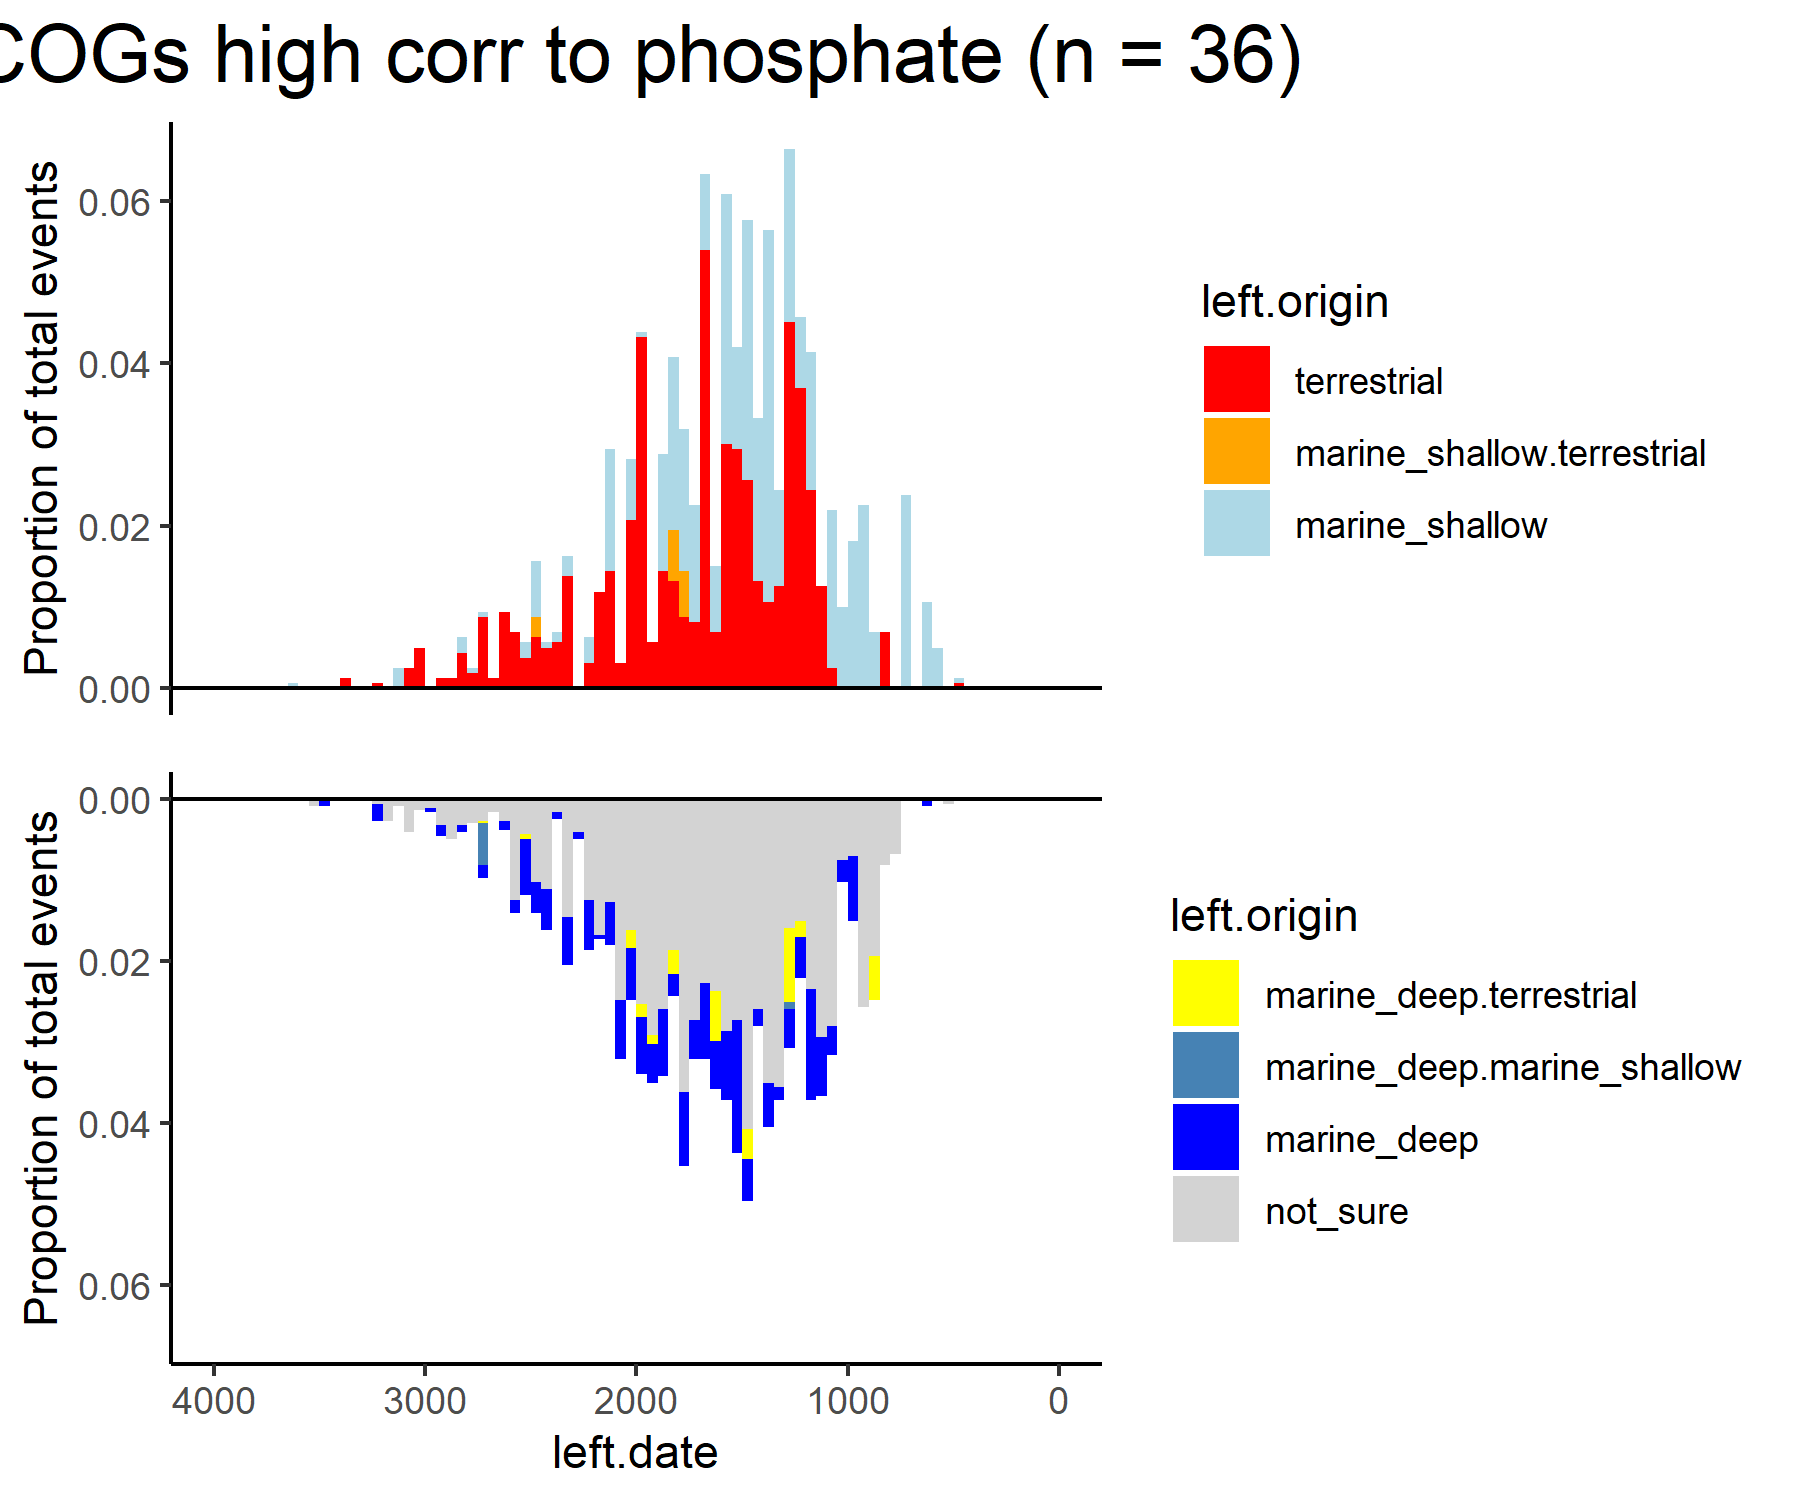 COGs high corr to phosphate (n = 36)
Proportion of total events
0.06
0.04
0.02
0.00
left.origin
terrestrial
marine_shallow.terrestrial
marine_shallow
Proportion of total events
0.00
0.02
0.04
0.06
4000 3000 2000 1000 0
left.date
left.origin
marine_deep.terrestrial
marine_deep.marine_shallow
marine_deep
not_sure